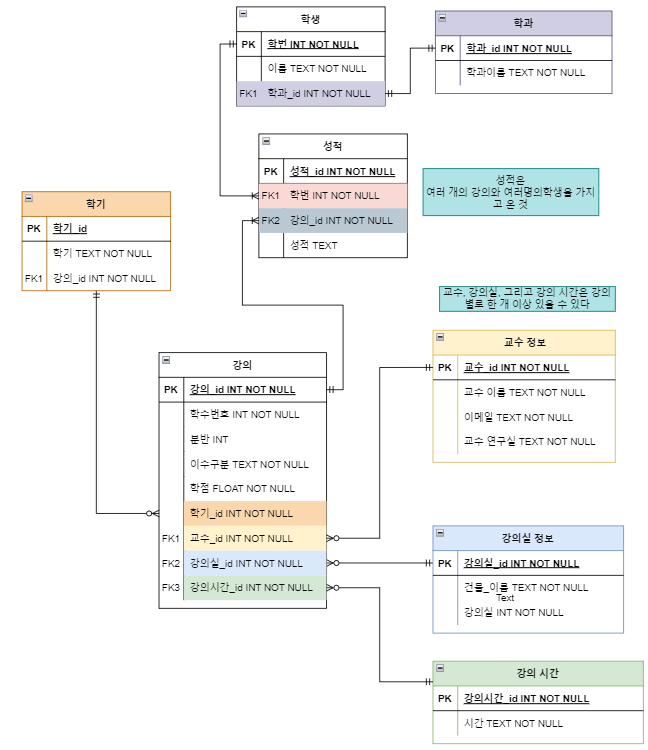 학생
PK 학번 INT NOT NULL
이름 TEXT NOT NULL
FK1 학과_id INT NOT NULL
학과
PK 학과_id INT NOT NULL
학과이름 TEXT NOT NULL
성적
PK 성적_id INT NOT NULL
FK1 학번 INT NOT NULL
FK2 강의_id INT NOT NULL
성적 TEXT
성적은
여러 개의 강의와 여러명의학생을 가지
고 온 것
학기
PK 학기_id
학기 TEXT NOT NULL
FK1 강의_id INT NOT NULL
교수, 강의실, 그리고 강의 시간은 강의
별로 한 개 이상 있을 수 있다
강의
PK 강의_id INT NOT NULL
학수번호 INT NOT NULL
분반 INT
이수구분 TEXT NOT NULL
학점 FLOAT NOT NULL
학기_id INT NOT NULL
FK1 교수_id INT NOT NULL
FK2 강의실_id INT NOT NULL
FK3 강의시간_id INT NOT NULL
교수 정보
PK 교수_id INT NOT NULL
교수 이름 TEXT NOT NULL
이메일 TEXT NOT NULL
교수 연구실 TEXT NOT NULL
강의실 정보
PK 강의실_id INT NOT NULL
건물_이름 TEXT NOT NULL
Text
강의실 INT NOT NULL
강의 시간
PK 강의시간_id INT NOT NULL
시간 TEXT NOT NULL